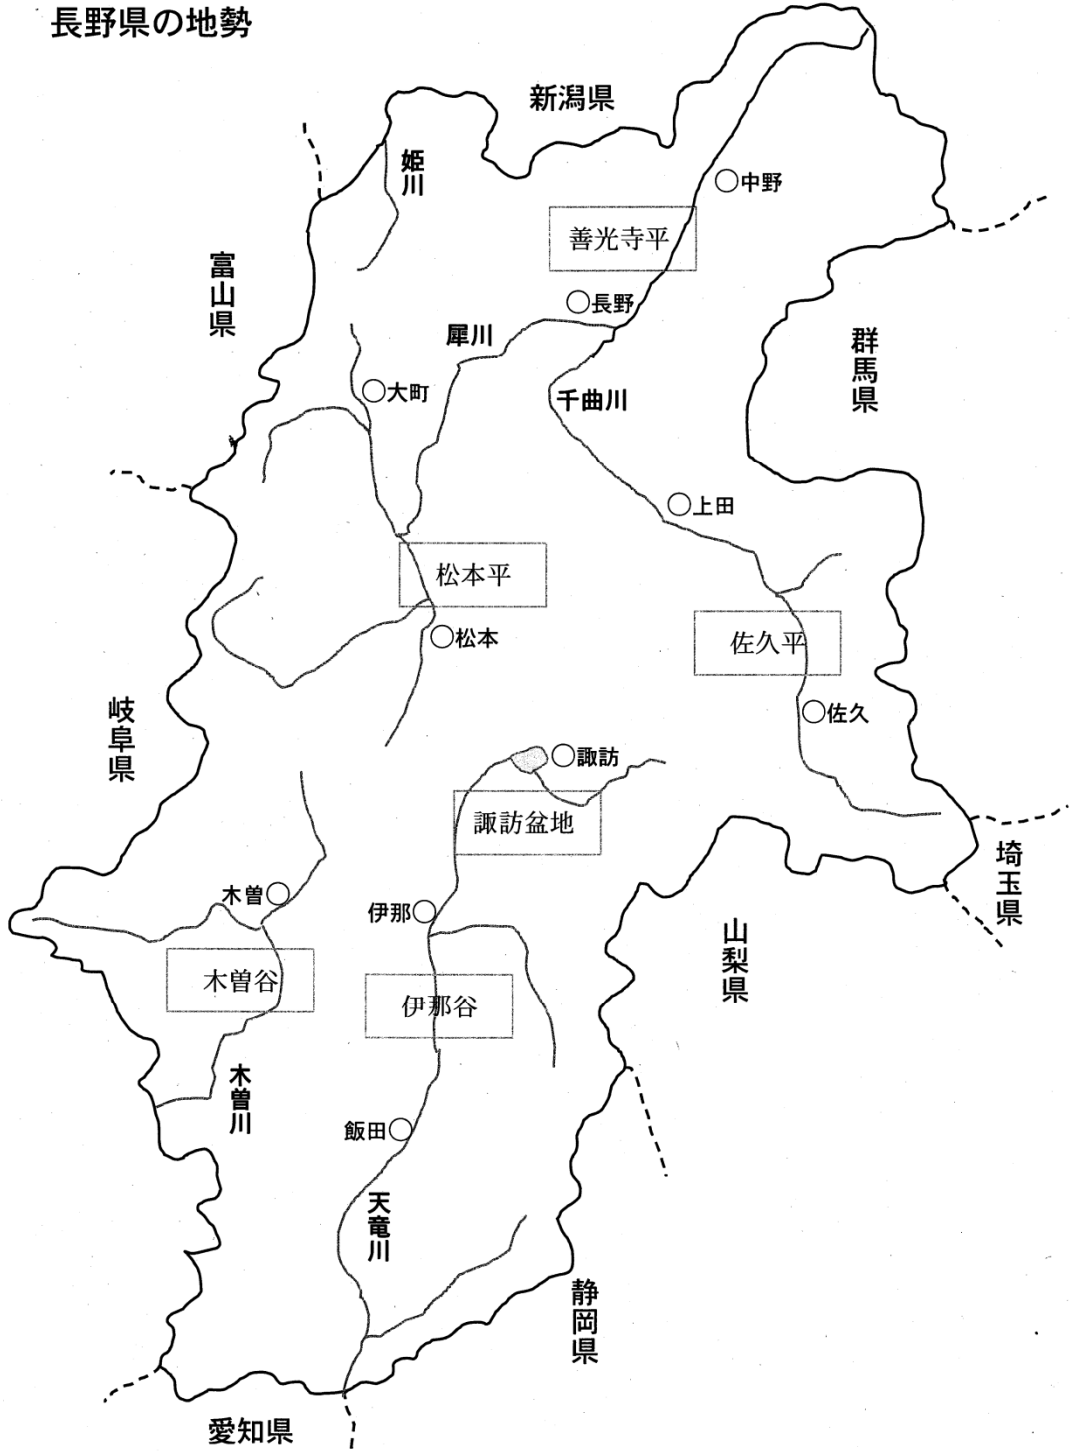 長野県の地勢
新潟県
姫川
中野
善光寺平
富山県
長野
犀川
群馬県
大町
千曲川
上田
松本平
松本
佐久平
岐阜県
佐久
諏訪
諏訪盆地
埼玉県
木曽
伊那
山梨県
木曽谷
伊那谷
木曽川
飯田
天竜川
静岡県
愛知県